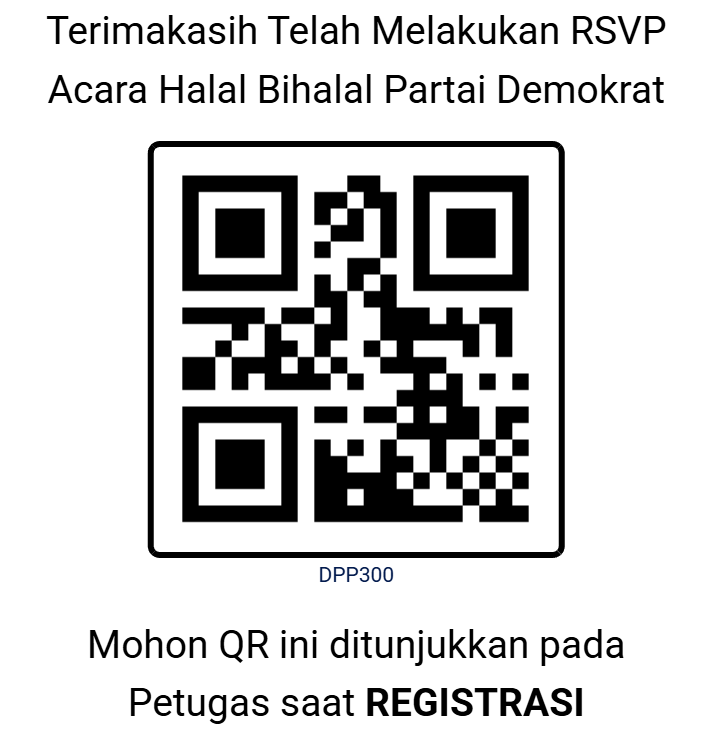 Terimakasih Telah Melakukan RSVP
Acara Halal Bihalal Partai Demokrat
DPP300
Mohon QR ini ditunjukkan pada
Petugas saat REGISTRASI